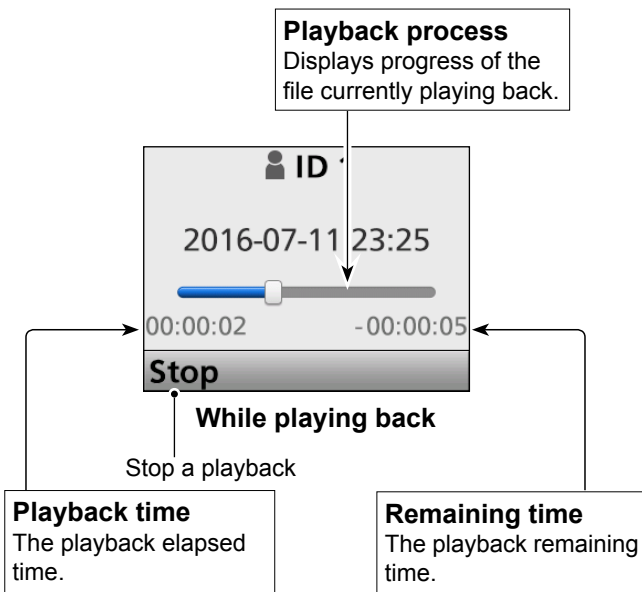 Playback process
Displays progress of the
file currently playing back.
ID 1
2016-07-11 23:25
00:00:02
-00:00:05
Stop
While playing back
Stop a playback
Playback time
The playback elapsed
time.
Remaining time
The playback remaining
time.